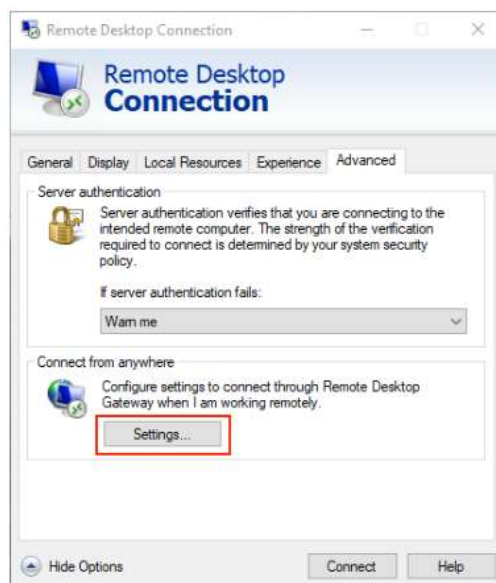 Remote Desktop Connection
Remote Desktop
Connection
General Display Local Resources Experience Advanced
Server authentication
Server authentication verifies that you are connecting to the
intended remote computer. The strength of the verification
required to connect is determined by your system security
policy.
If server authentication fails:
Warn me
Connect from anywhere
Configure settings to connect through Remote Desktop
Gateway when I am working remotely.
Settings...
Hide Options Connect Help